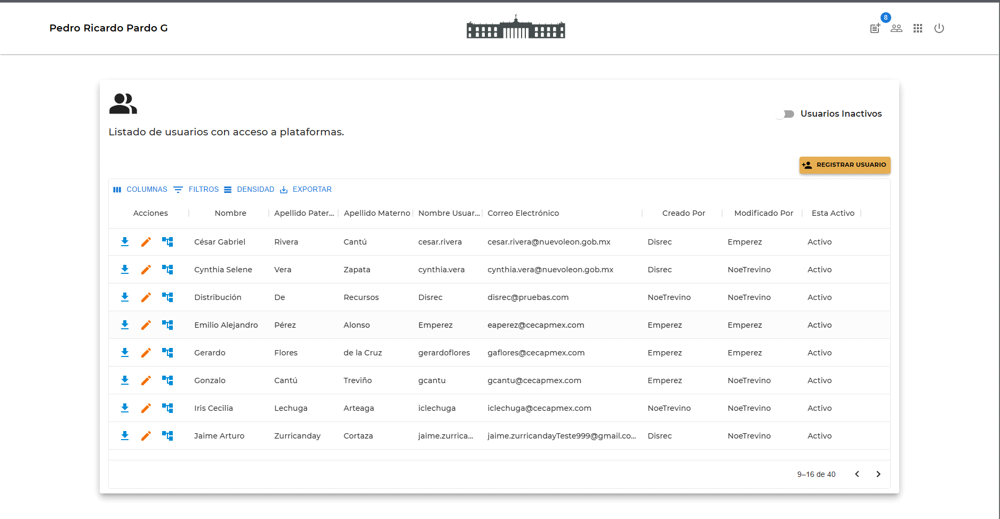 Pedro Ricardo Pardo G
8
Usuarios Inactivos
Listado de usuarios con acceso a plataformas.
REGISTRAR USUARIO
COLUMNAS FILTROS DENSIDAD EXPORTAR
Acciones Nombre Apellido Pater... Apellido Materno Nombre Usuar... Correo Electrónico Creado Por Modificado Por Esta Activo
César Gabriel Rivera Cantú cesar.rivera cesar.rivera@nuevoleon.gob.mx Disrec Emperez Activo
Cynthia Selene Vera Zapata cynthia.vera cynthia.vera@nuevoleon.gob.mx Disrec NoeTrevino Activo
Distribución De Recursos Disrec disrec@pruebas.com NoeTrevino NoeTrevino Activo
Emilio Alejandro Pérez Alonso Emperez eaperez@cecapmex.com Emperez Emperez Activo
Gerardo Flores de la Cruz gerardoflores gaflores@cecapmex.com Emperez Emperez Activo
Gonzalo Cantú Treviño gcantu gcantu@cecapmex.com Emperez NoeTrevino Activo
Iris Cecilia Lechuga Arteaga iclechuga iclechuga@cecapmex.com NoeTrevino NoeTrevino Activo
Jaime Arturo Zurricanday Cortaza jaime.zurrica... jaime.zurricandayTeste999@gmail.co... Disrec NoeTrevino Activo
9–16 de 40